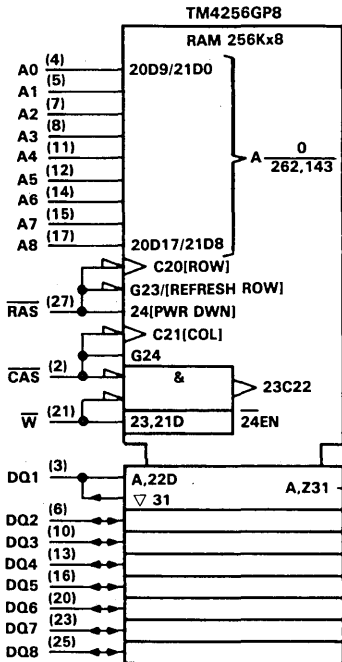 TM4256GP8
RAM 256Kx8
A0 (4) 20D9/21D0
A1 (5)
A2 (7)
A3 (8)
A4 (11)
A5 (12)
A6 (14)
A7 (15)
A8 (17) 20D17/21D8
A 0/262,143
C20[ROW]
G23/[REFRESH ROW]
RAS (27) 24[PWR DWN]
C21[COL]
G24
CAS (2) & 23C22
W (21) 23,21D 24EN
DQ1 (3) A,22D A,Z31
▽ 31
DQ2 (6)
DQ3 (10)
DQ4 (13)
DQ5 (16)
DQ6 (20)
DQ7 (23)
DQ8 (25)